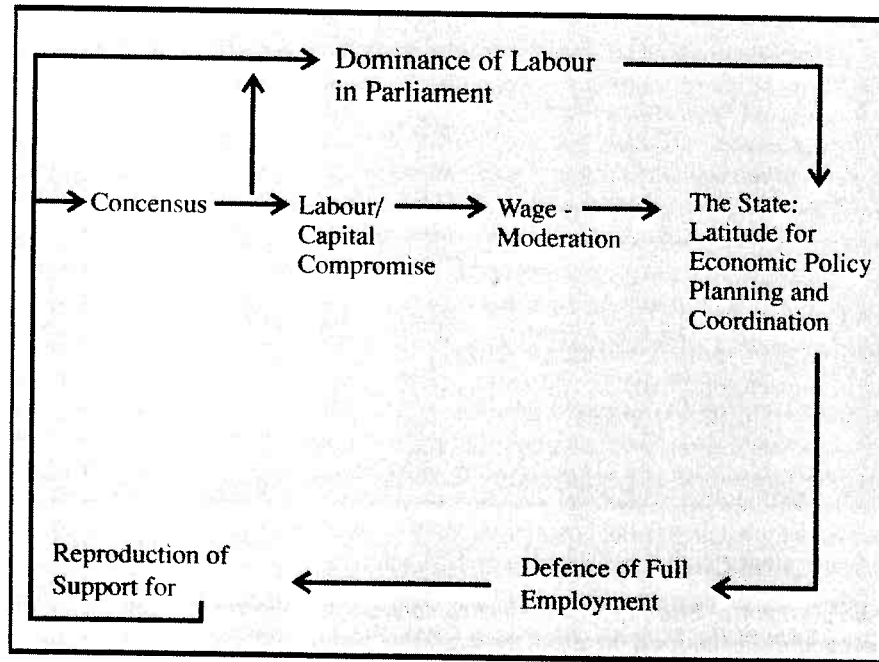 Dominance of Labour
in Parliament
Concensus
Labour/
Capital
Compromise
Wage -
Moderation
The State:
Latitude for
Economic Policy
Planning and
Coordination
Reproduction of
Support for
Defence of Full
Employment